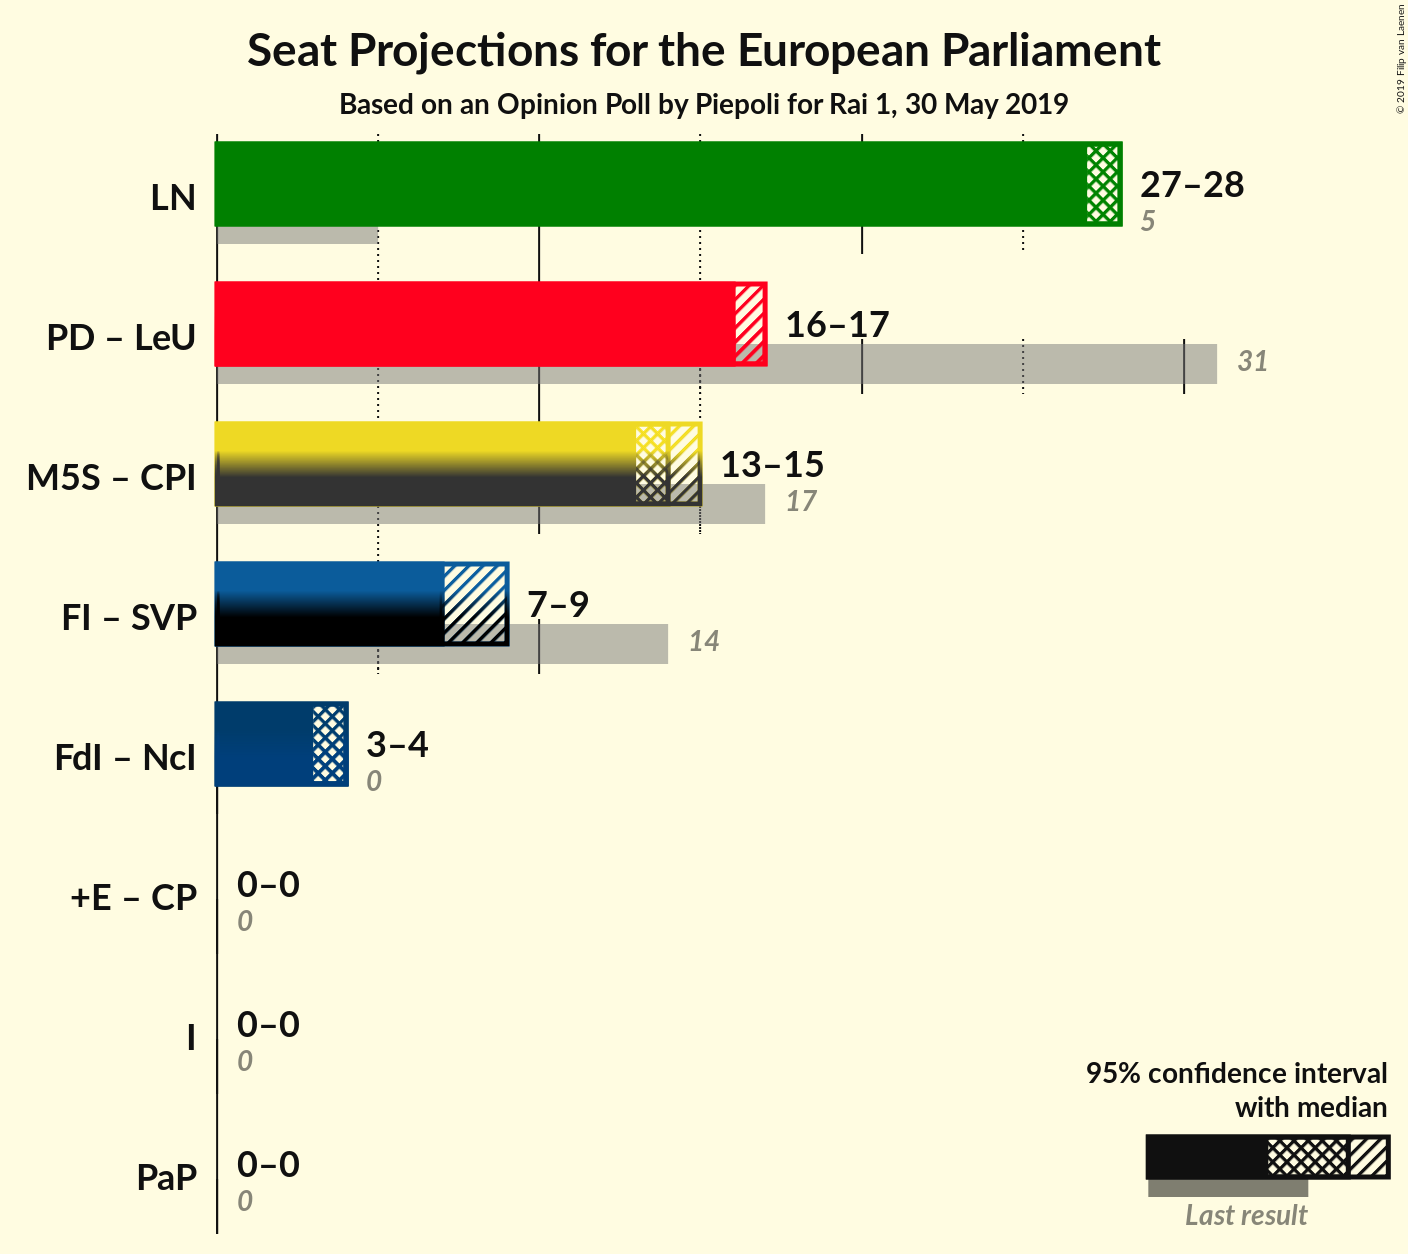 Seat Projections for the European Parliament
Based on an Opinion Poll by Piepoli for Rai 1, 30 May 2019
© 2019 Filip van Laenen
LN
27–28
5
PD – LeU
16–17
31
M5S – CPI
13–15
17
FI – SVP
7–9
14
FdI – NcI
3–4
0
+E – CP
0–0
0
I
0–0
0
PaP
0–0
0
95% confidence interval
with median
Last result